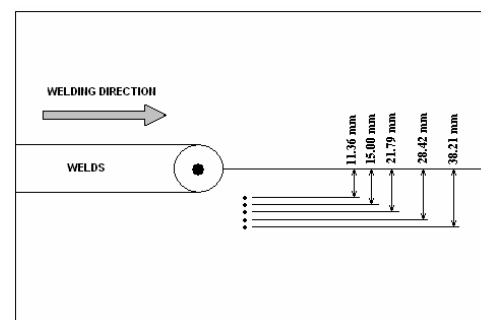 WELDING DIRECTION
WELDS
11.36 mm
15.00 mm
21.79 mm
28.42 mm
38.21 mm